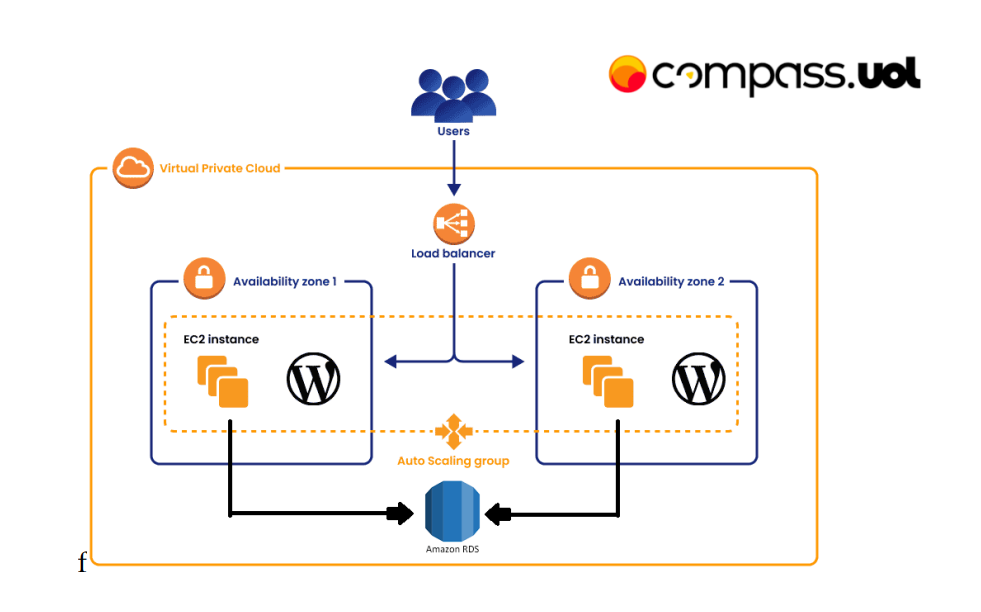 compass.uol
Users
Virtual Private Cloud
Load balancer
Availability zone 1
Availability zone 2
EC2 instance
EC2 instance
Auto Scaling group
Amazon RDS
f